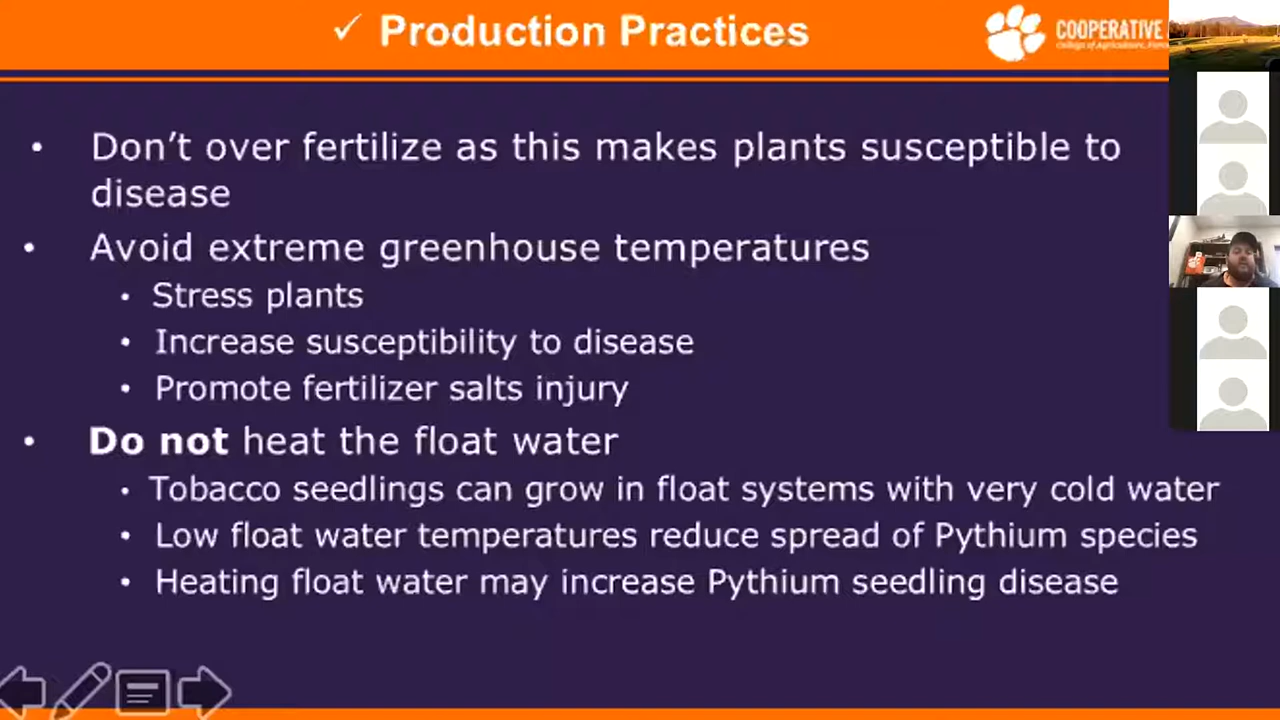 ✓ Production Practices
COOPERATIVE
College of Agriculture,
• Don't over fertilize as this makes plants susceptible to
disease
• Avoid extreme greenhouse temperatures
• Stress plants
• Increase susceptibility to disease
• Promote fertilizer salts injury
• Do not heat the float water
• Tobacco seedlings can grow in float systems with very cold water
• Low float water temperatures reduce spread of Pythium species
• Heating float water may increase Pythium seedling disease